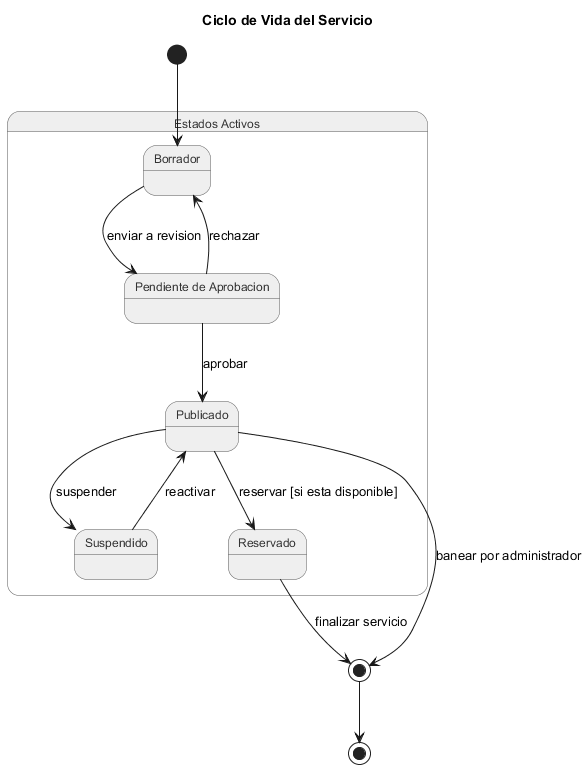 Ciclo de Vida del Servicio
Estados Activos
Borrador
enviar a revision
rechazar
Pendiente de Aprobacion
aprobar
Publicado
suspender
reactivar
reservar [si esta disponible]
Suspendido
Reservado
banear por administrador
finalizar servicio